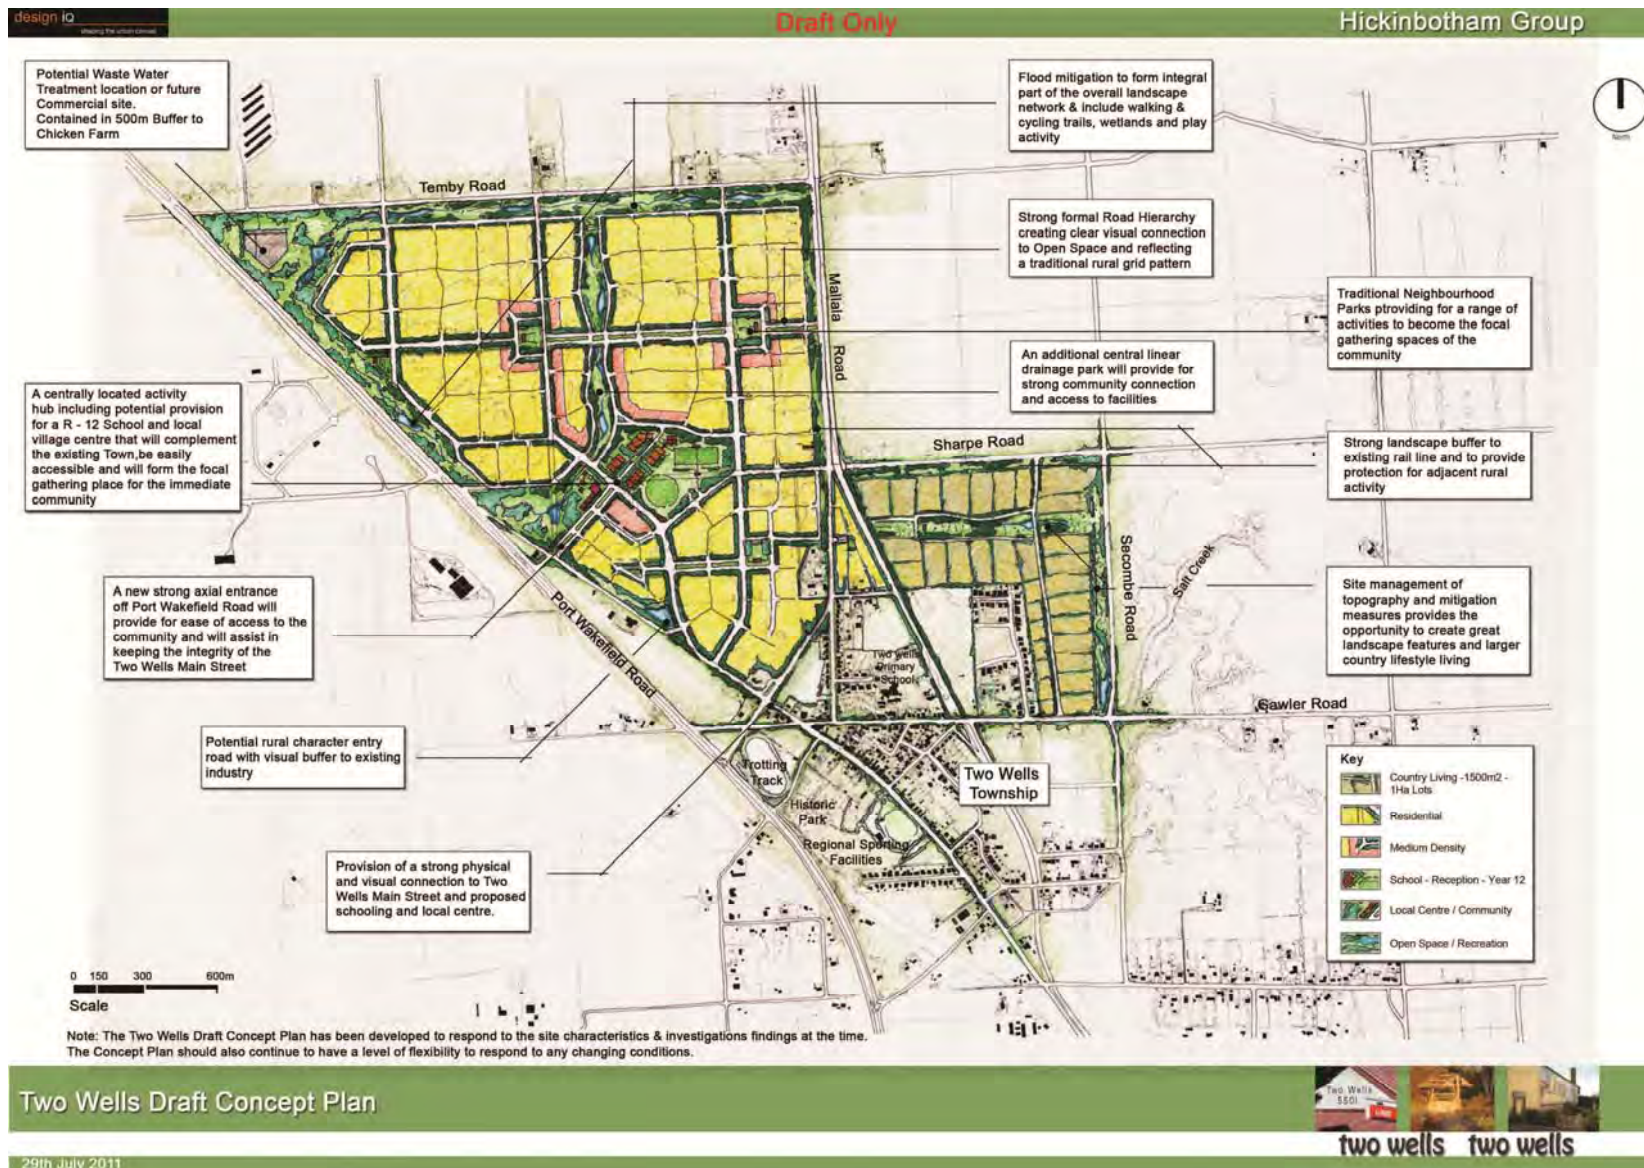 design iQ
shaping the urban canvas
Draft Only
Hickinbotham Group
Potential Waste Water
Treatment location or future
Commercial site.
Contained in 500m Buffer to
Chicken Farm
Flood mitigation to form integral
part of the overall landscape
network & include walking &
cycling trails, wetlands and play
activity
North
Temby Road
Strong formal Road Hierarchy
creating clear visual connection
to Open Space and reflecting
a traditional rural grid pattern
Mallala Road
Traditional Neighbourhood
Parks ptroviding for a range of
activities to become the focal
gathering spaces of the
community
An additional central linear
drainage park will provide for
strong community connection
and access to facilities
A centrally located activity
hub including potential provision
for a R - 12 School and local
village centre that will complement
the existing Town,be easily
accessible and will form the focal
gathering place for the immediate
community
Sharpe Road
Strong landscape buffer to
existing rail line and to provide
protection for adjacent rural
activity
Secombe Road
Salt Creek
A new strong axial entrance
off Port Wakefield Road will
provide for ease of access to the
community and will assist in
keeping the integrity of the
Two Wells Main Street
Port Wakefield Road
Site management of
topography and mitigation
measures provides the
opportunity to create great
landscape features and larger
country lifestyle living
Two wells
Primary
School
Gawler Road
Potential rural character entry
road with visual buffer to existing
industry
Trotting
Track
Two Wells
Township
Historic
Park
Regional Sporting
Facilities
Key
Country Living -1500m2 -
1Ha Lots
Residential
Medium Density
School - Reception - Year 12
Local Centre / Community
Open Space / Recreation
Provision of a strong physical
and visual connection to Two
Wells Main Street and proposed
schooling and local centre.
0 150 300 600m
Scale
Note: The Two Wells Draft Concept Plan has been developed to respond to the site characteristics & investigations findings at the time.
The Concept Plan should also continue to have a level of flexibility to respond to any changing conditions.
Two Wells Draft Concept Plan
Two Wells
two wells two wells
29th July 2011